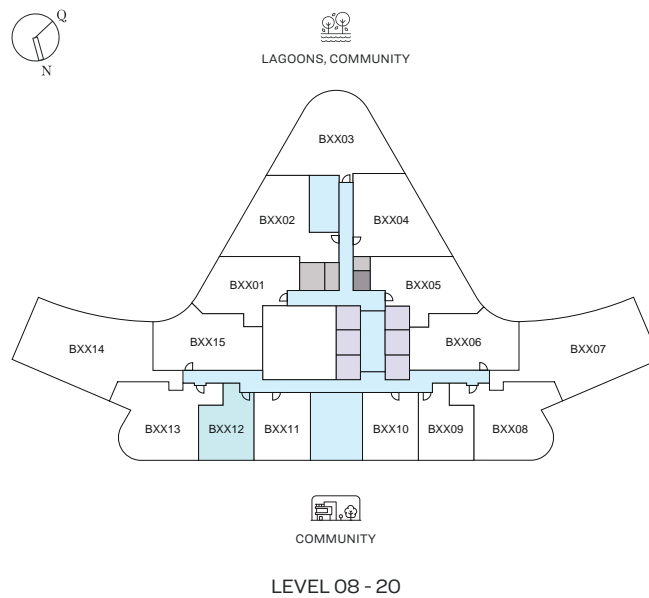 Q
N
LAGOONS, COMMUNITY
BXX03
BXX02
BXX04
BXX01
BXX05
BXX14
BXX15
BXX06
BXX07
BXX13
BXX12
BXX11
BXX10
BXX09
BXX08
COMMUNITY
LEVEL 08 - 20